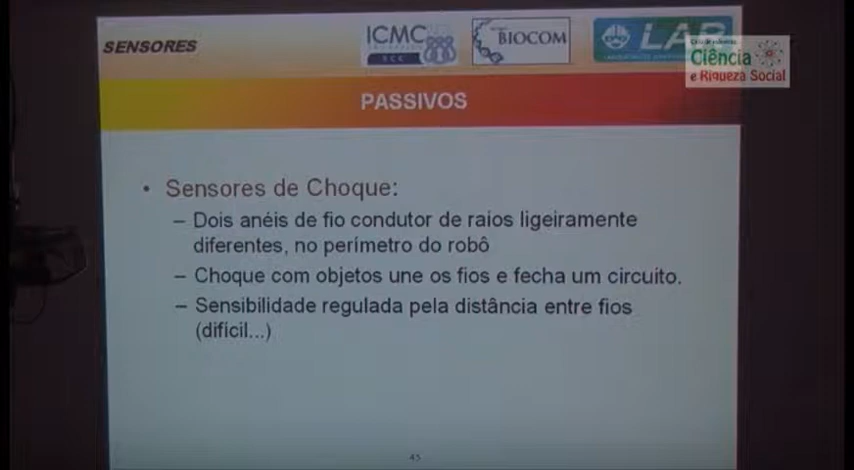 SENSORES
ICMC
SCC
BIOCOM
LAR
Ciência
e Riqueza Social
PASSIVOS
• Sensores de Choque:
– Dois anéis de fio condutor de raios ligeiramente
diferentes, no perímetro do robô
– Choque com objetos une os fios e fecha um circuito.
– Sensibilidade regulada pela distância entre fios
(difícil...)
45